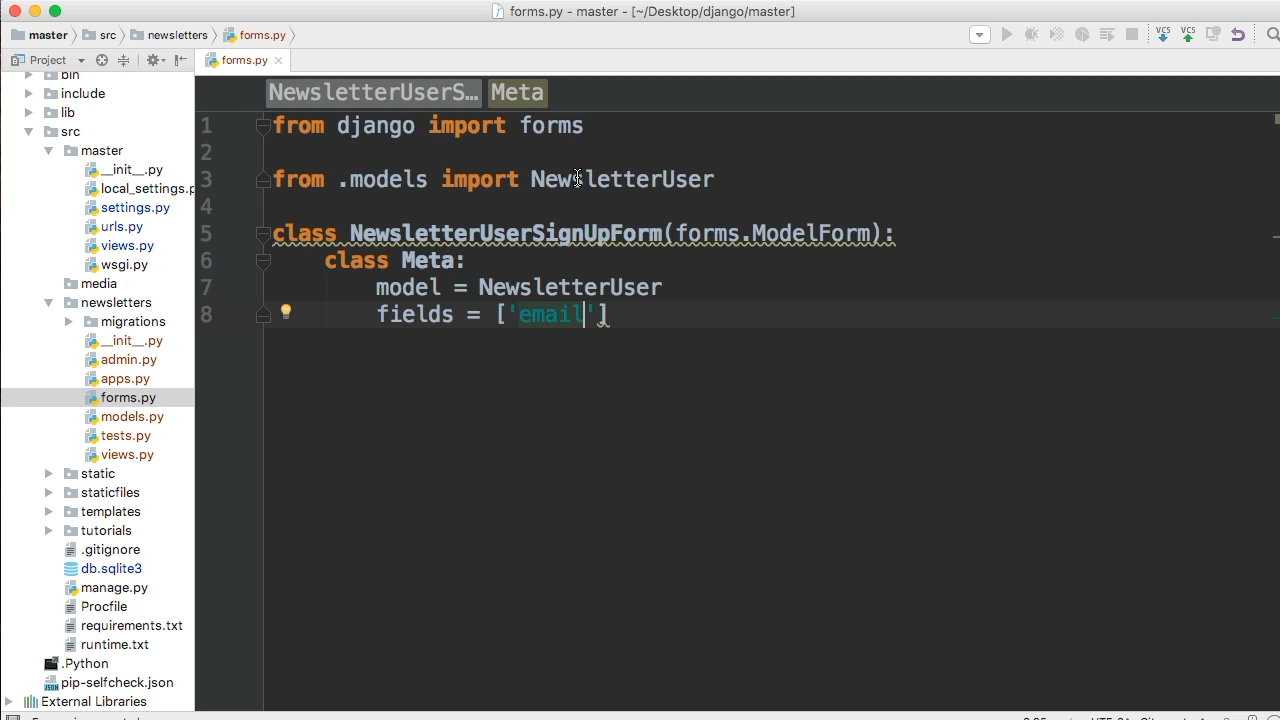 forms.py - master - [~/Desktop/django/master]
master src newsletters forms.py
VCS VCS
Project
forms.py
bin
include
lib
src
master
__init__.py
local_settings.p
settings.py
urls.py
views.py
wsgi.py
media
newsletters
migrations
__init__.py
admin.py
apps.py
forms.py
models.py
tests.py
views.py
static
staticfiles
templates
tutorials
.gitignore
db.sqlite3
manage.py
Procfile
requirements.txt
runtime.txt
.Python
JSON pip-selfcheck.json
External Libraries
NewsletterUserS… Meta
1 from django import forms
2
3 from .models import NewsletterUser
4
5 class NewsletterUserSignUpForm(forms.ModelForm):
6 class Meta:
7 model = NewsletterUser
8 fields = ['email']